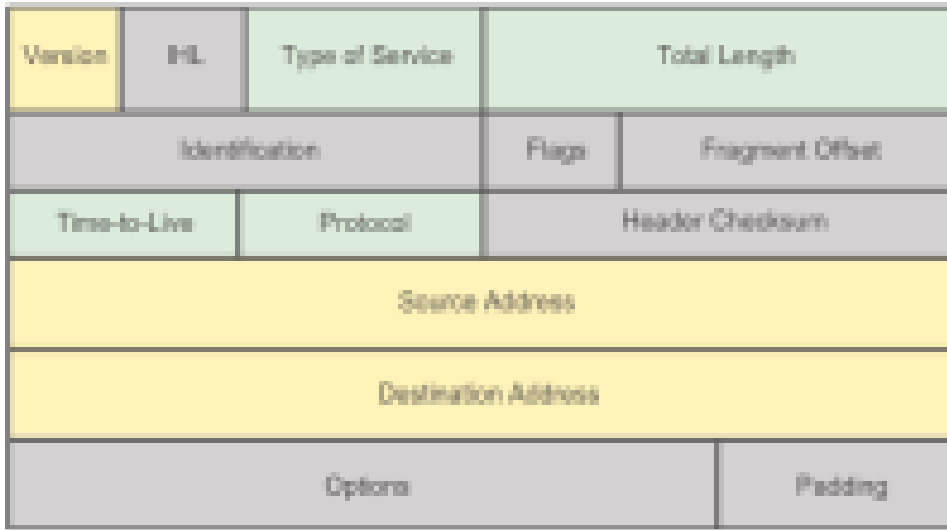 Version IHL Type of Service Total Length
Identification Flags Fragment Offset
Time-to-Live Protocol Header Checksum
Source Address
Destination Address
Options Padding